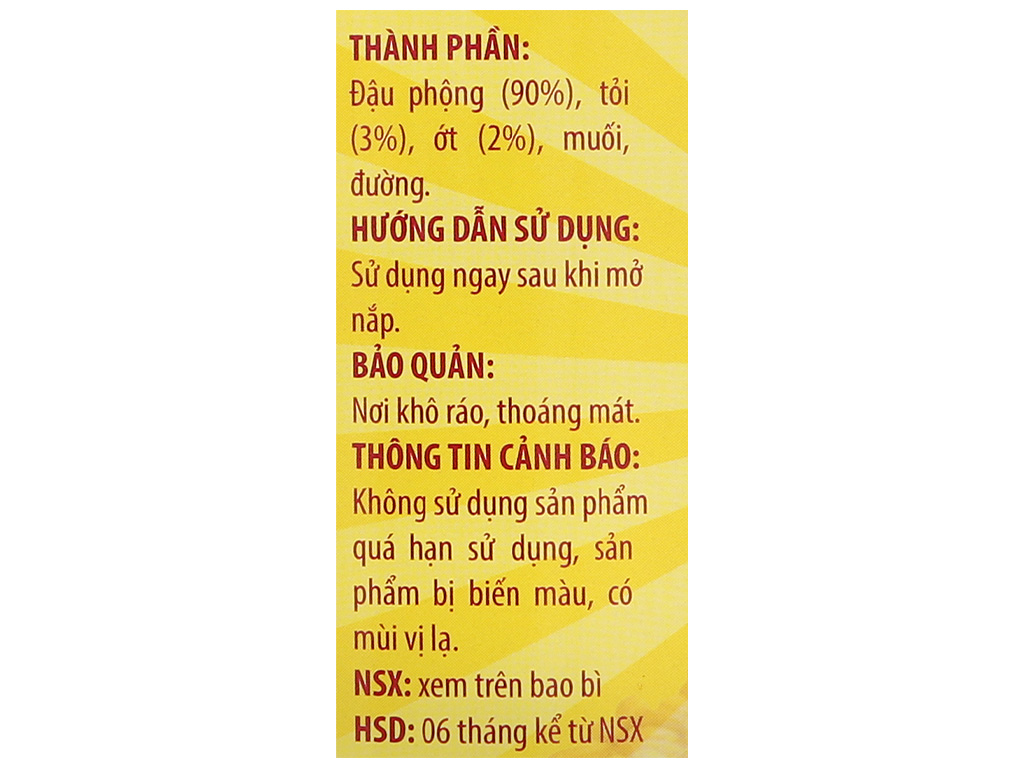 THÀNH PHẦN:
Đậu phộng (90%), tỏi
(3%), ớt (2%), muối,
đường.
HƯỚNG DẪN SỬ DỤNG:
Sử dụng ngay sau khi mở
nắp.
BẢO QUẢN:
Nơi khô ráo, thoáng mát.
THÔNG TIN CẢNH BÁO:
Không sử dụng sản phẩm
quá hạn sử dụng, sản
phẩm bị biến màu, có
mùi vị lạ.
NSX: xem trên bao bì
HSD: 06 tháng kể từ NSX